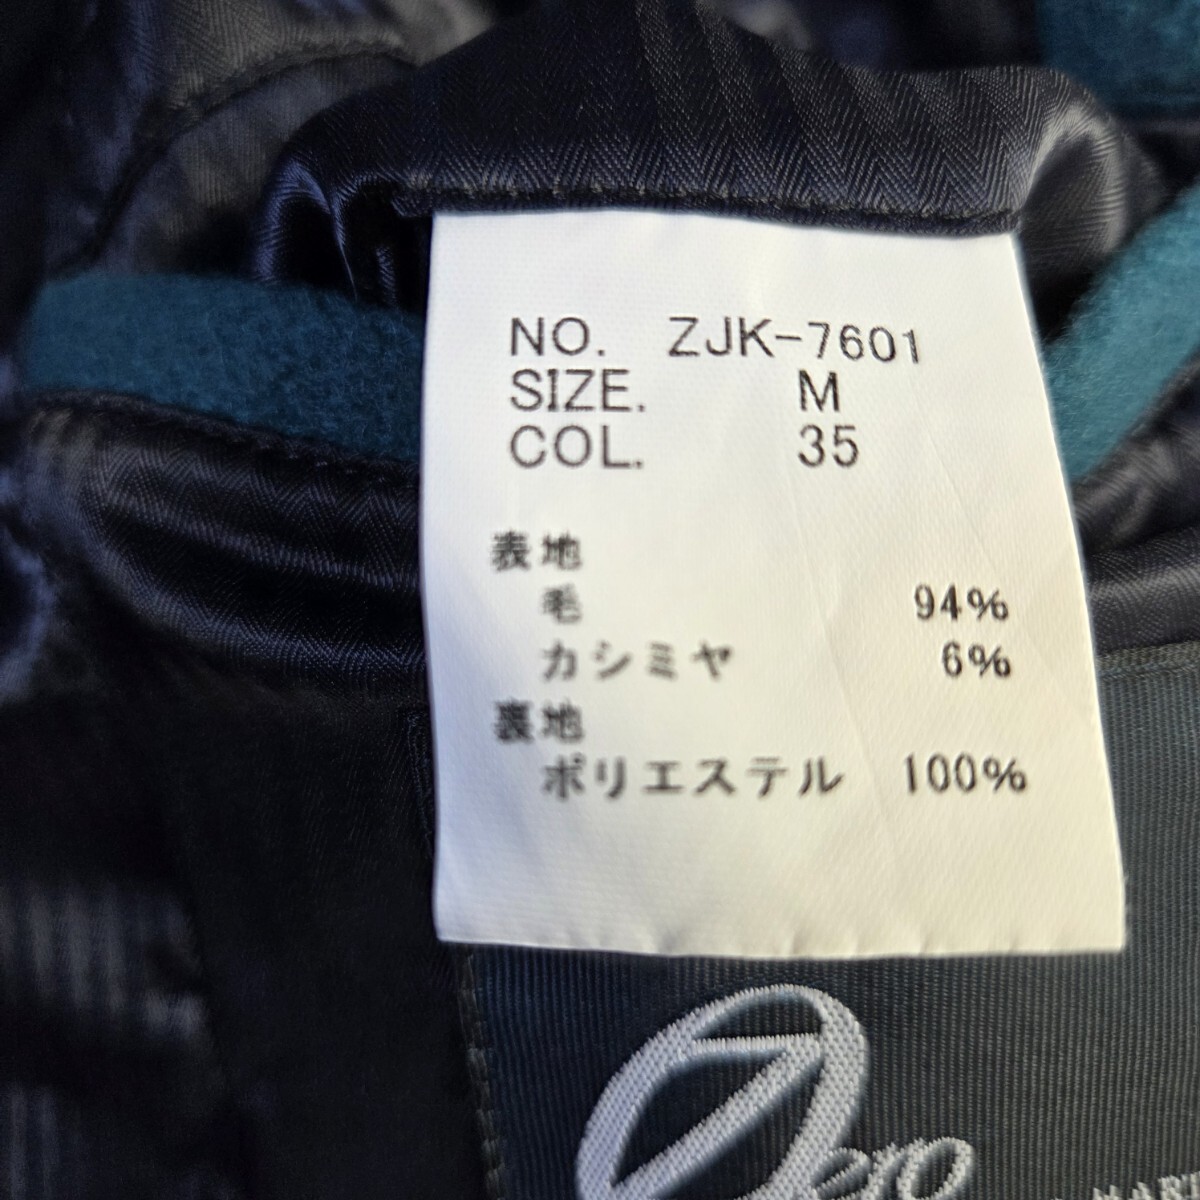 NO. ZJK-7601
SIZE. M
COL. 35
表地
毛 94%
カシミヤ 6%
裏地
ポリエステル 100%
Zero